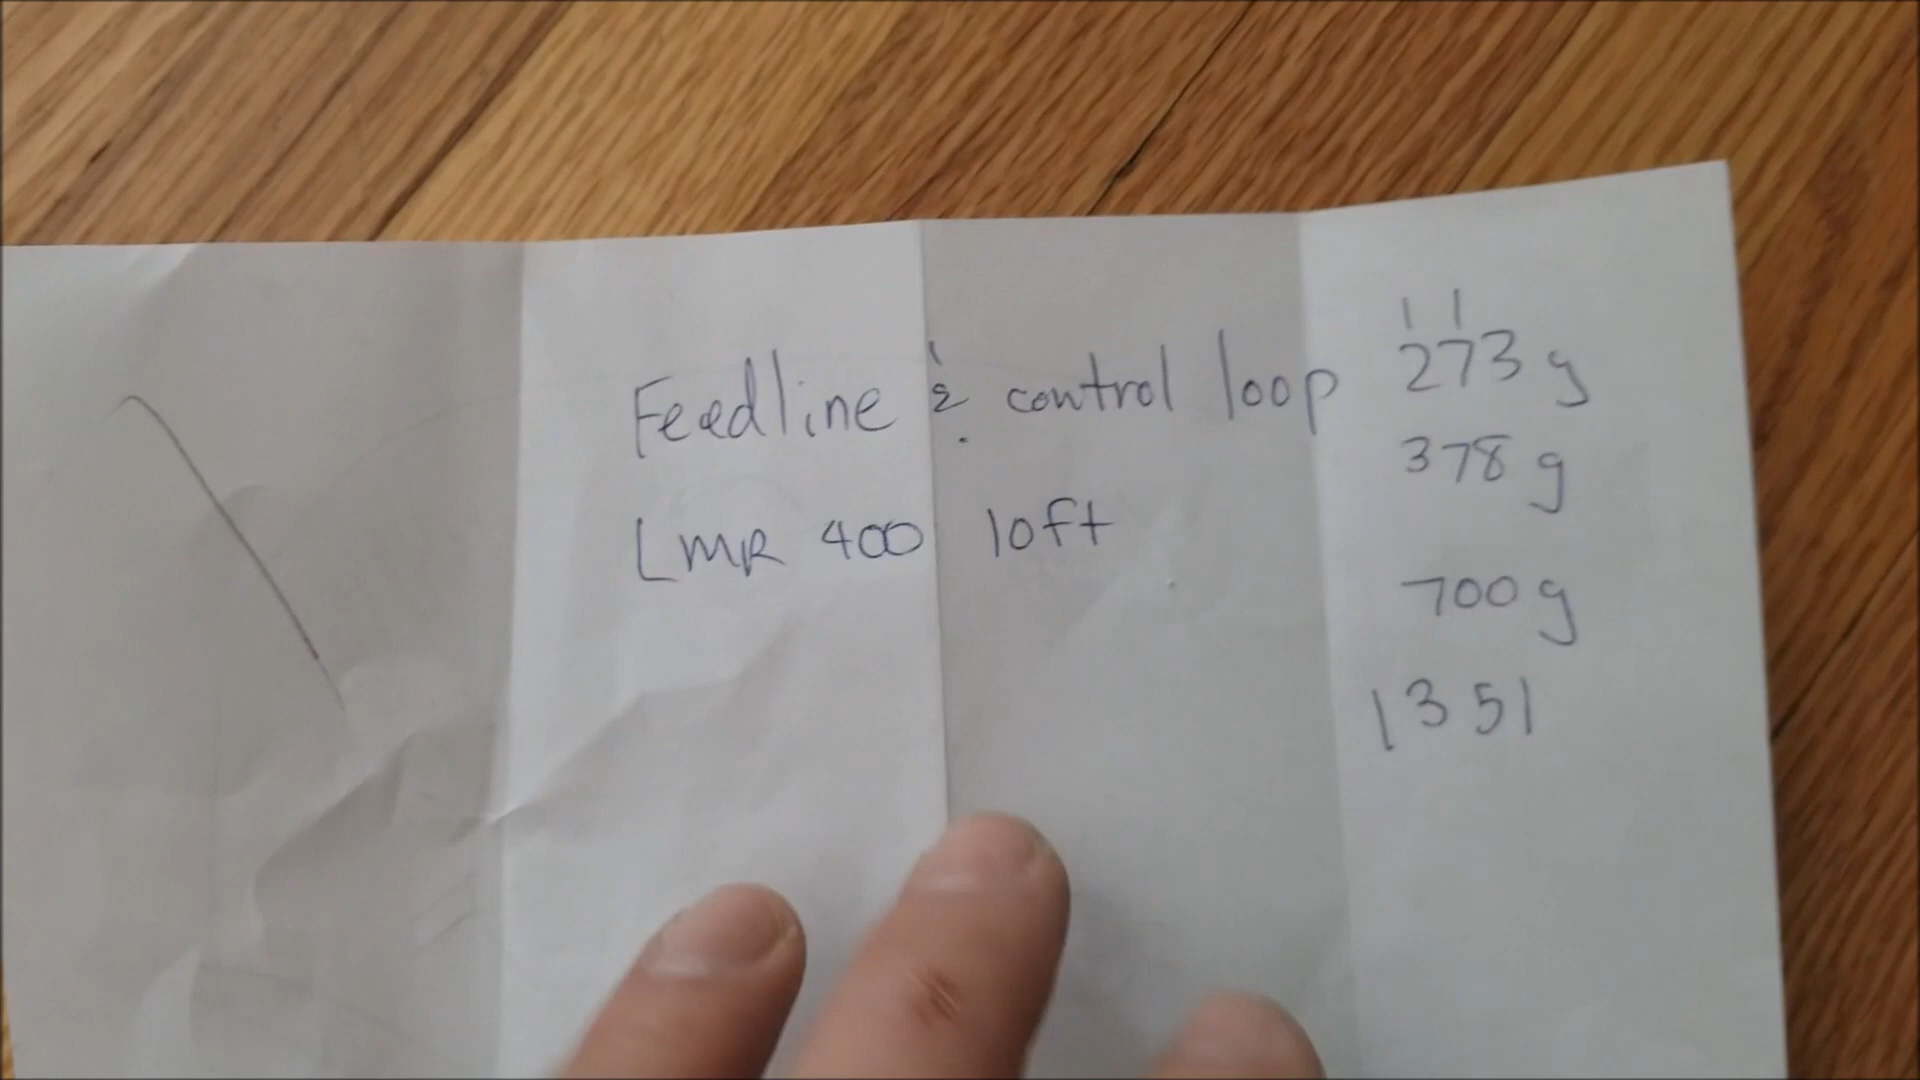 1 1
Feedline & control loop 273 g
378 g
LMR 400 10ft
700 g
1351